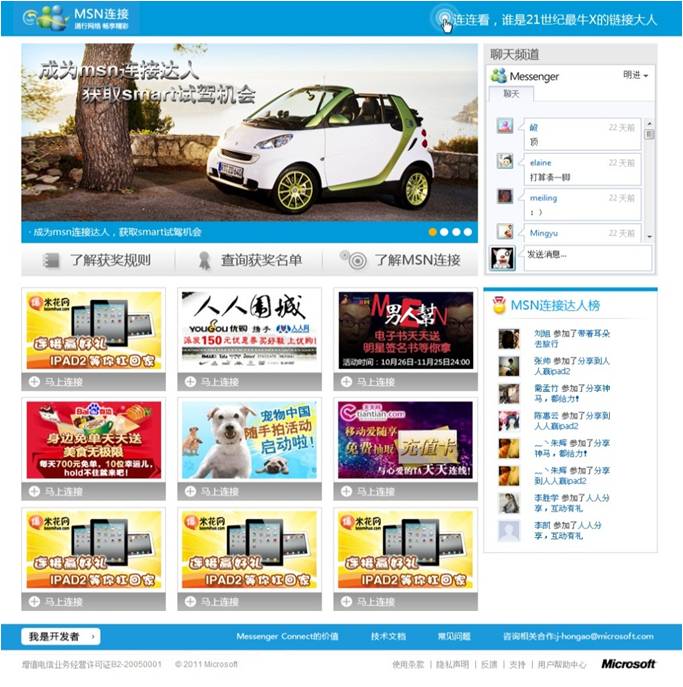 MSN连接
通行网络 畅享精彩
连连看，谁是21世纪最牛X的链接大人
成为msn连接达人
获取smart试驾机会
· 成为msn连接达人，获取smart试驾机会
聊天频道
Messenger
明进
聊天
22 天前
顶
elaine
22 天前
打算凑一脚
meiling
22 天前
：）
Mingyu
22 天前
发送消息...
了解获奖规则
查询获奖名单
了解MSN连接
米花网
连接赢好礼
IPAD2等你扛回家
马上连接
人人围城
yougou优购 携手 人人网
派发150元优惠券买好鞋 上优购!
马上连接
MEN
男人帮
电子书天天送
明星签名书等你拿
活动时间：10月26日-11月25日24:00
马上连接
MSN连接达人榜
刘旭 参加了带着耳朵
去旅行
张帅 参加了分享到人
人赢ipad2
参加了分享神
马，都给力!
陈惠云 参加了分享到
人人赢ipad2
朱辉 参加了分享
神马，都给力!
朱辉 参加了分享
到人人赢ipad2
李胜学 参加了人人分
享，互动有礼
李凯 参加了人人分
享，互动有礼
Bai
身边免单天天送
美食无极限
每天700元免单，10位幸运儿，
hold不住就来吧!
马上连接
宠物中国
随手拍活动
启动啦!
马上连接
tiantian.com
移动爱随享
免费抽取 充值卡
与心爱的TA天天连线!
马上连接
米花网
连接赢好礼
IPAD2等你扛回家
马上连接
米花网
连接赢好礼
IPAD2等你扛回家
马上连接
米花网
连接赢好礼
IPAD2等你扛回家
马上连接
我是开发者 ›
Messenger Connect的价值
技术文档
常见问题
咨询相关合作:j-hongao@microsoft.com
增值电信业务经营许可证B2-20050001
© 2011 Microsoft
使用条款 | 隐私声明 | 反馈 | 支持 | 用户帮助中心
Microsoft